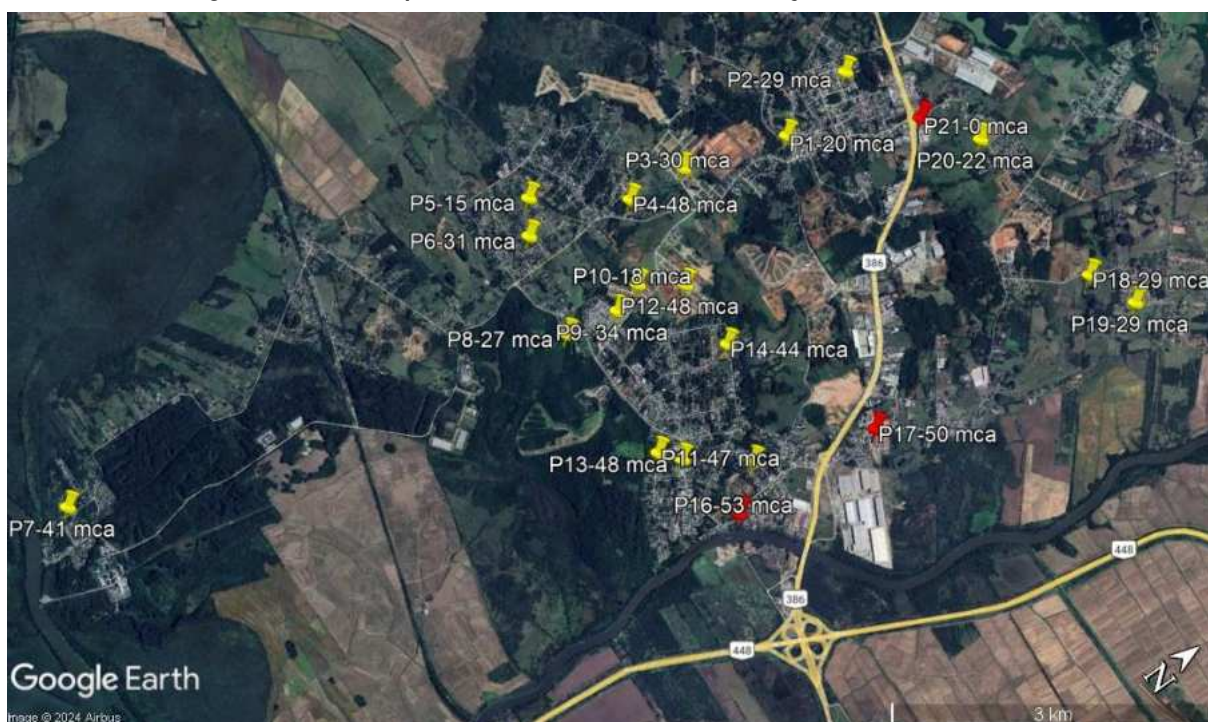 P2-29 mca
P21-0 mca
P1-20 mca
P20-22 mca
P3-30 mca
P5-15 mca
P4-48 mca
P6-31 mca
386
P10-18 mca
P18-29 mca
P12-48 mca
P19-29 mca
P8-27 mca
P9- 34 mca
P14-44 mca
P17-50 mca
P13-48 mca
P11-47 mca
P16-53 mca
P7-41 mca
448
386
448
Google Earth
N
Image © 2024 Airbus
3 km